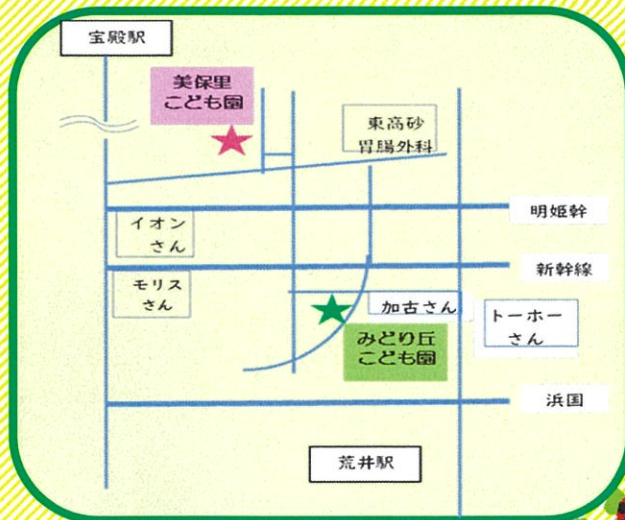 宝殿駅
美保里
こども園
東高砂
胃腸外科
明姫幹
イオン
さん
新幹線
モリス
さん
加古さん
トーホー
さん
みどり丘
こども園
浜国
荒井駅